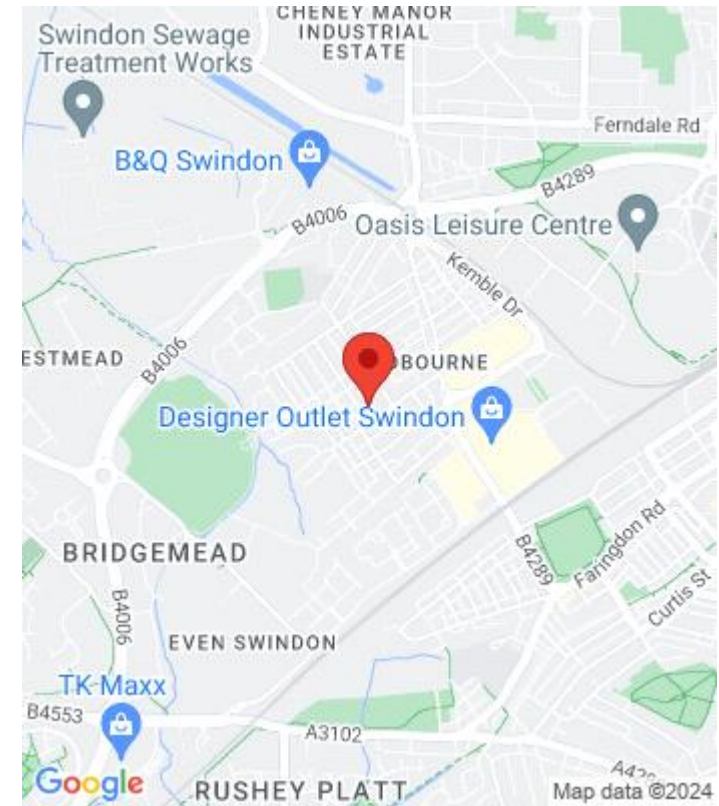 CHENEY MANOR
INDUSTRIAL
ESTATE
Swindon Sewage
Treatment Works
Ferndale Rd
B&Q Swindon
B4289
B4006
Oasis Leisure Centre
Kemble Dr
ESTMEAD
B4006
DBOURNE
Designer Outlet Swindon
BRIDGEMEAD
B4289
Faringdon Rd
Curtis St
B4006
EVEN SWINDON
TK Maxx
B4553
A3102
Google
RUSHEY PLATT
Map data ©2024